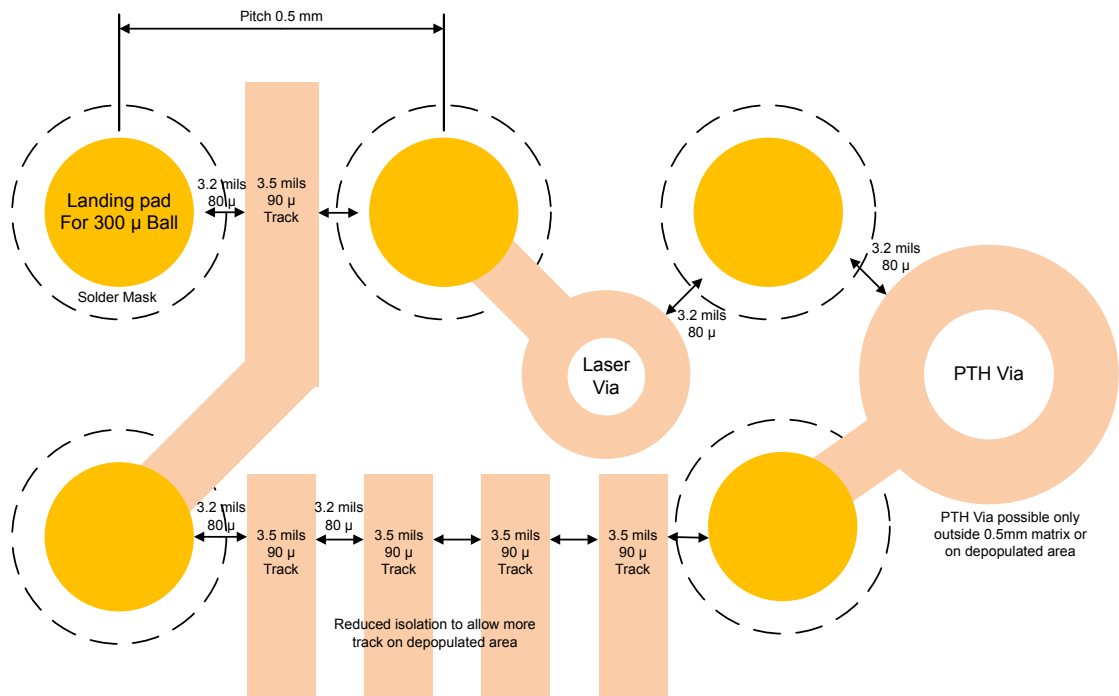 Pitch 0.5 mm
Landing pad
For 300 µ Ball
3.2 mils
80 µ
3.5 mils
90 µ
Track
Solder Mask
3.2 mils
80 µ
3.2 mils
80 µ
Laser
Via
PTH Via
3.2 mils
80 µ
3.5 mils
90 µ
Track
3.2 mils
80 µ
3.5 mils
90 µ
Track
3.5 mils
90 µ
Track
3.5 mils
90 µ
Track
PTH Via possible only
outside 0.5mm matrix or
on depopulated area
Reduced isolation to allow more
track on depopulated area